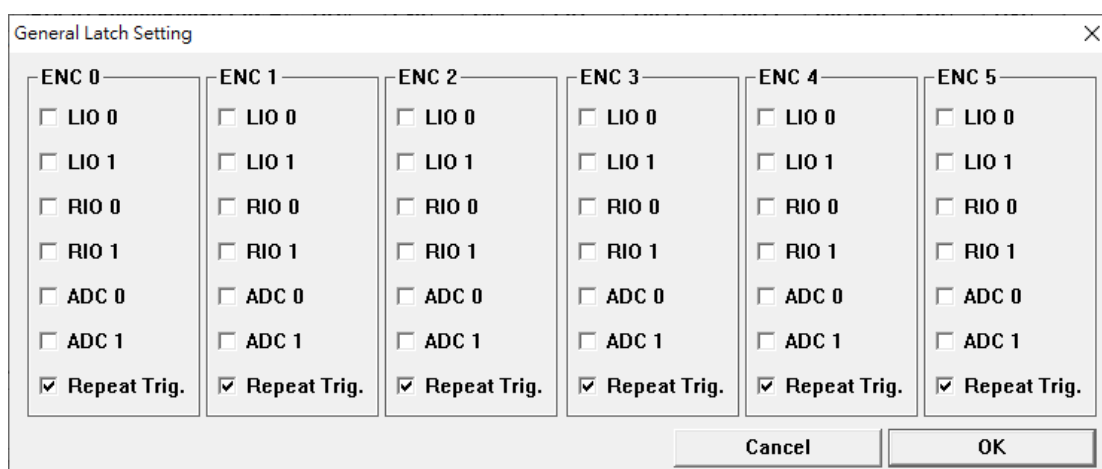 General Latch Setting
ENC 0 ENC 1 ENC 2 ENC 3 ENC 4 ENC 5
LIO 0 LIO 0 LIO 0 LIO 0 LIO 0 LIO 0
LIO 1 LIO 1 LIO 1 LIO 1 LIO 1 LIO 1
RIO 0 RIO 0 RIO 0 RIO 0 RIO 0 RIO 0
RIO 1 RIO 1 RIO 1 RIO 1 RIO 1 RIO 1
ADC 0 ADC 0 ADC 0 ADC 0 ADC 0 ADC 0
ADC 1 ADC 1 ADC 1 ADC 1 ADC 1 ADC 1
Repeat Trig. Repeat Trig. Repeat Trig. Repeat Trig. Repeat Trig. Repeat Trig.
Cancel OK